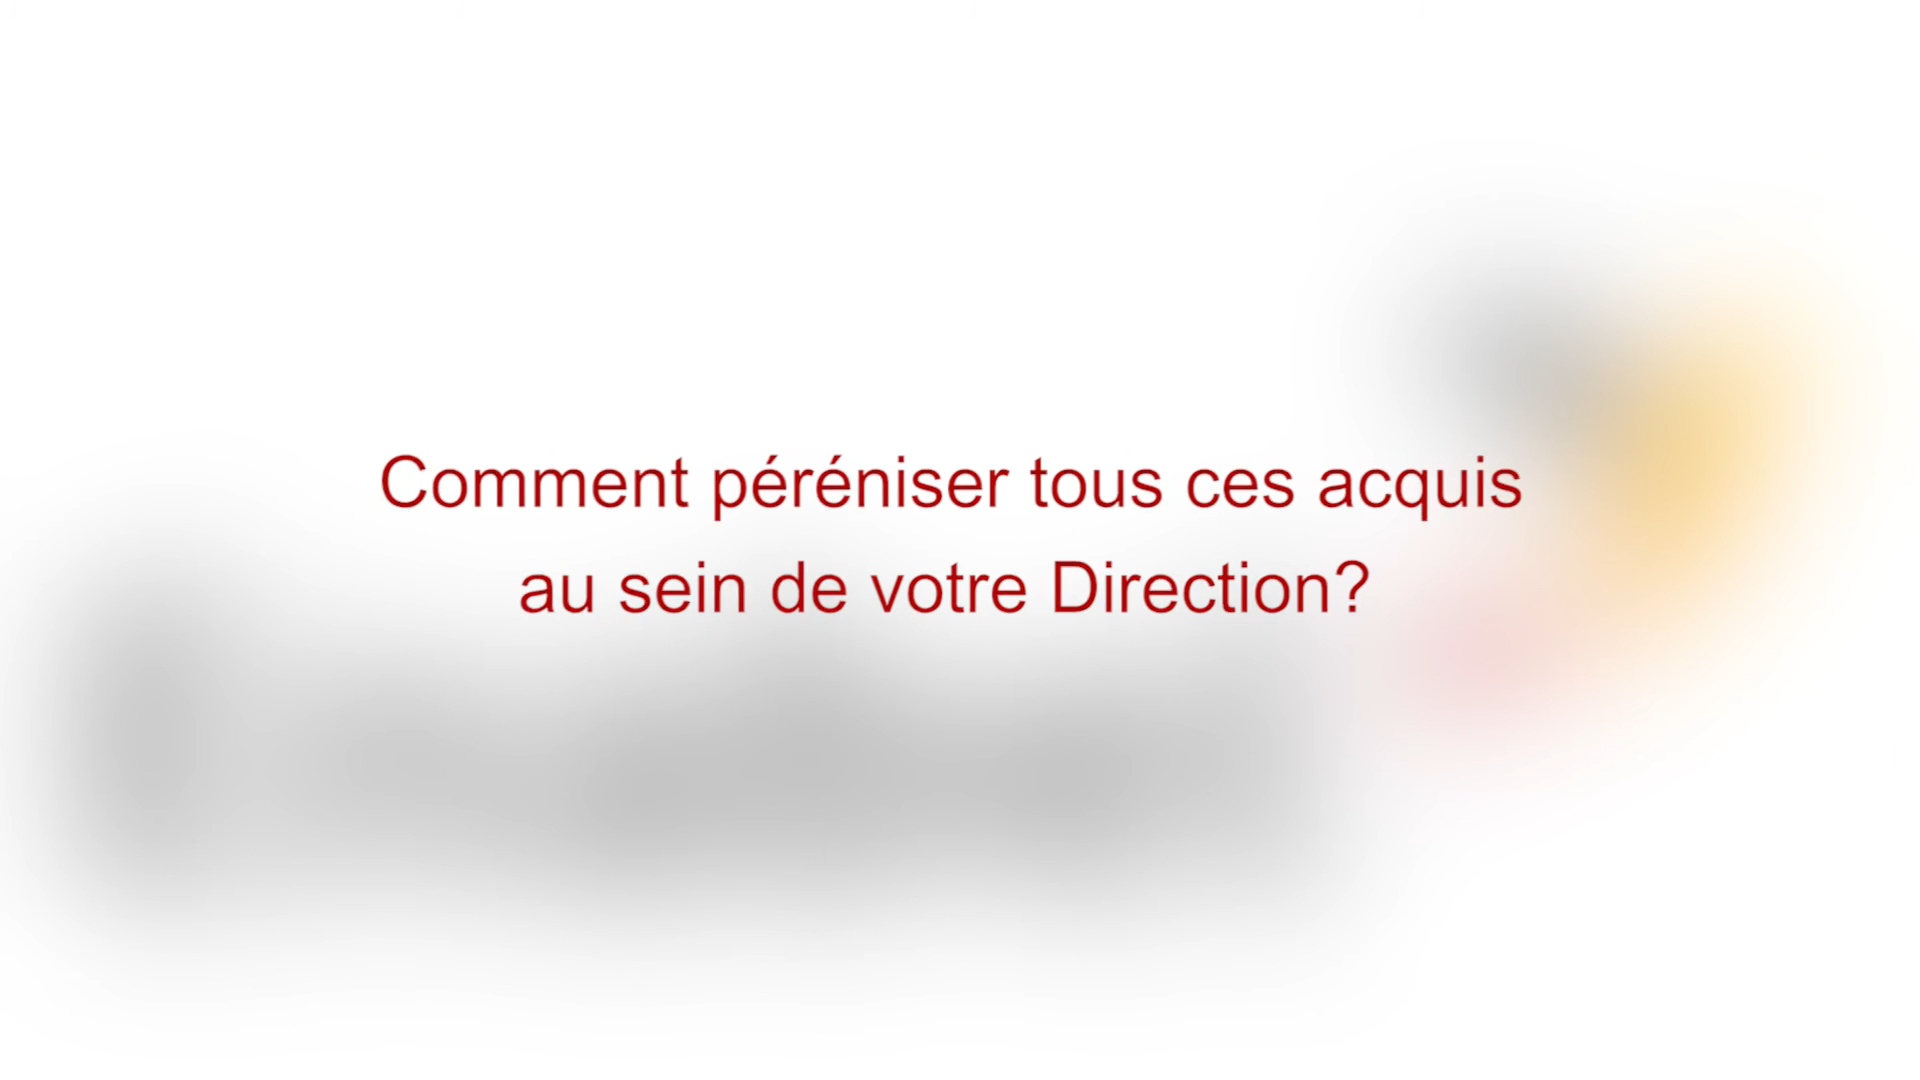 Comment péréniser tous ces acquis
au sein de votre Direction?